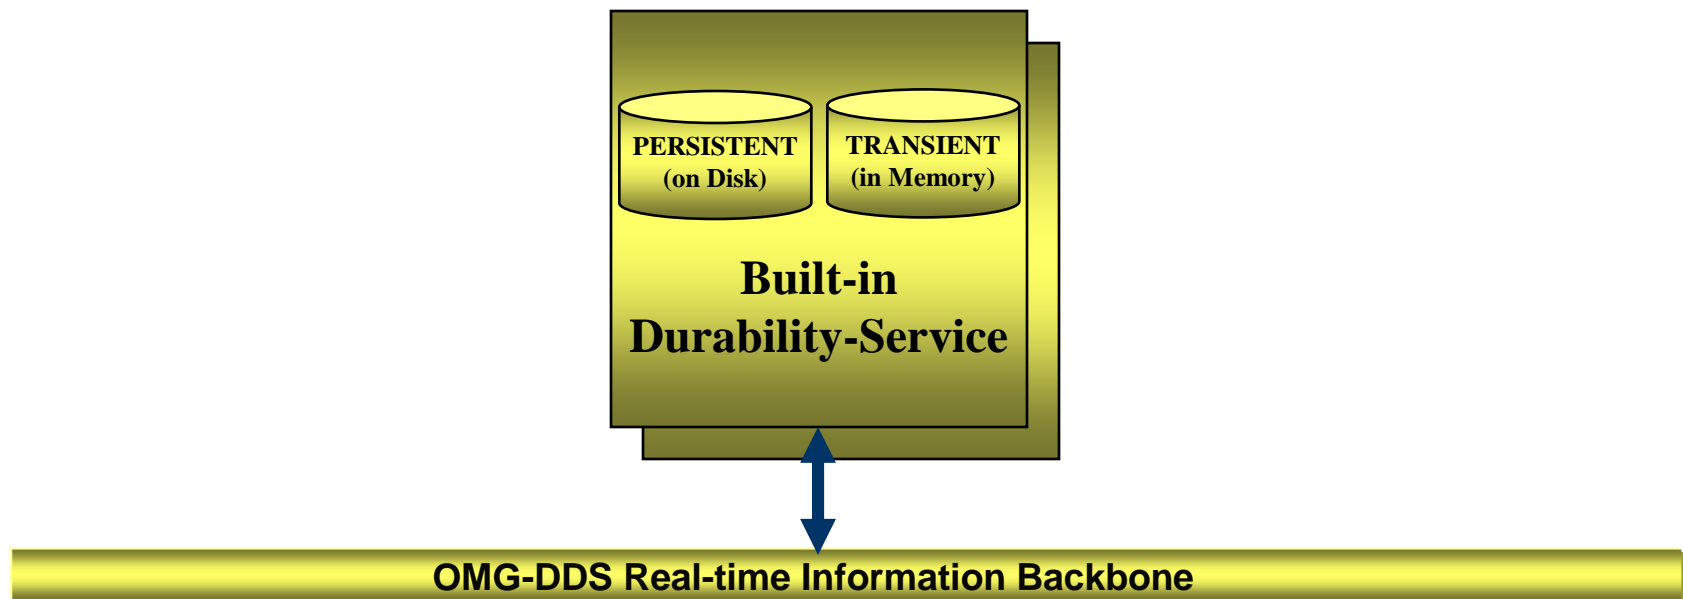 PERSISTENT
(on Disk)
TRANSIENT
(in Memory)
Built-in
Durability-Service
OMG-DDS Real-time Information Backbone